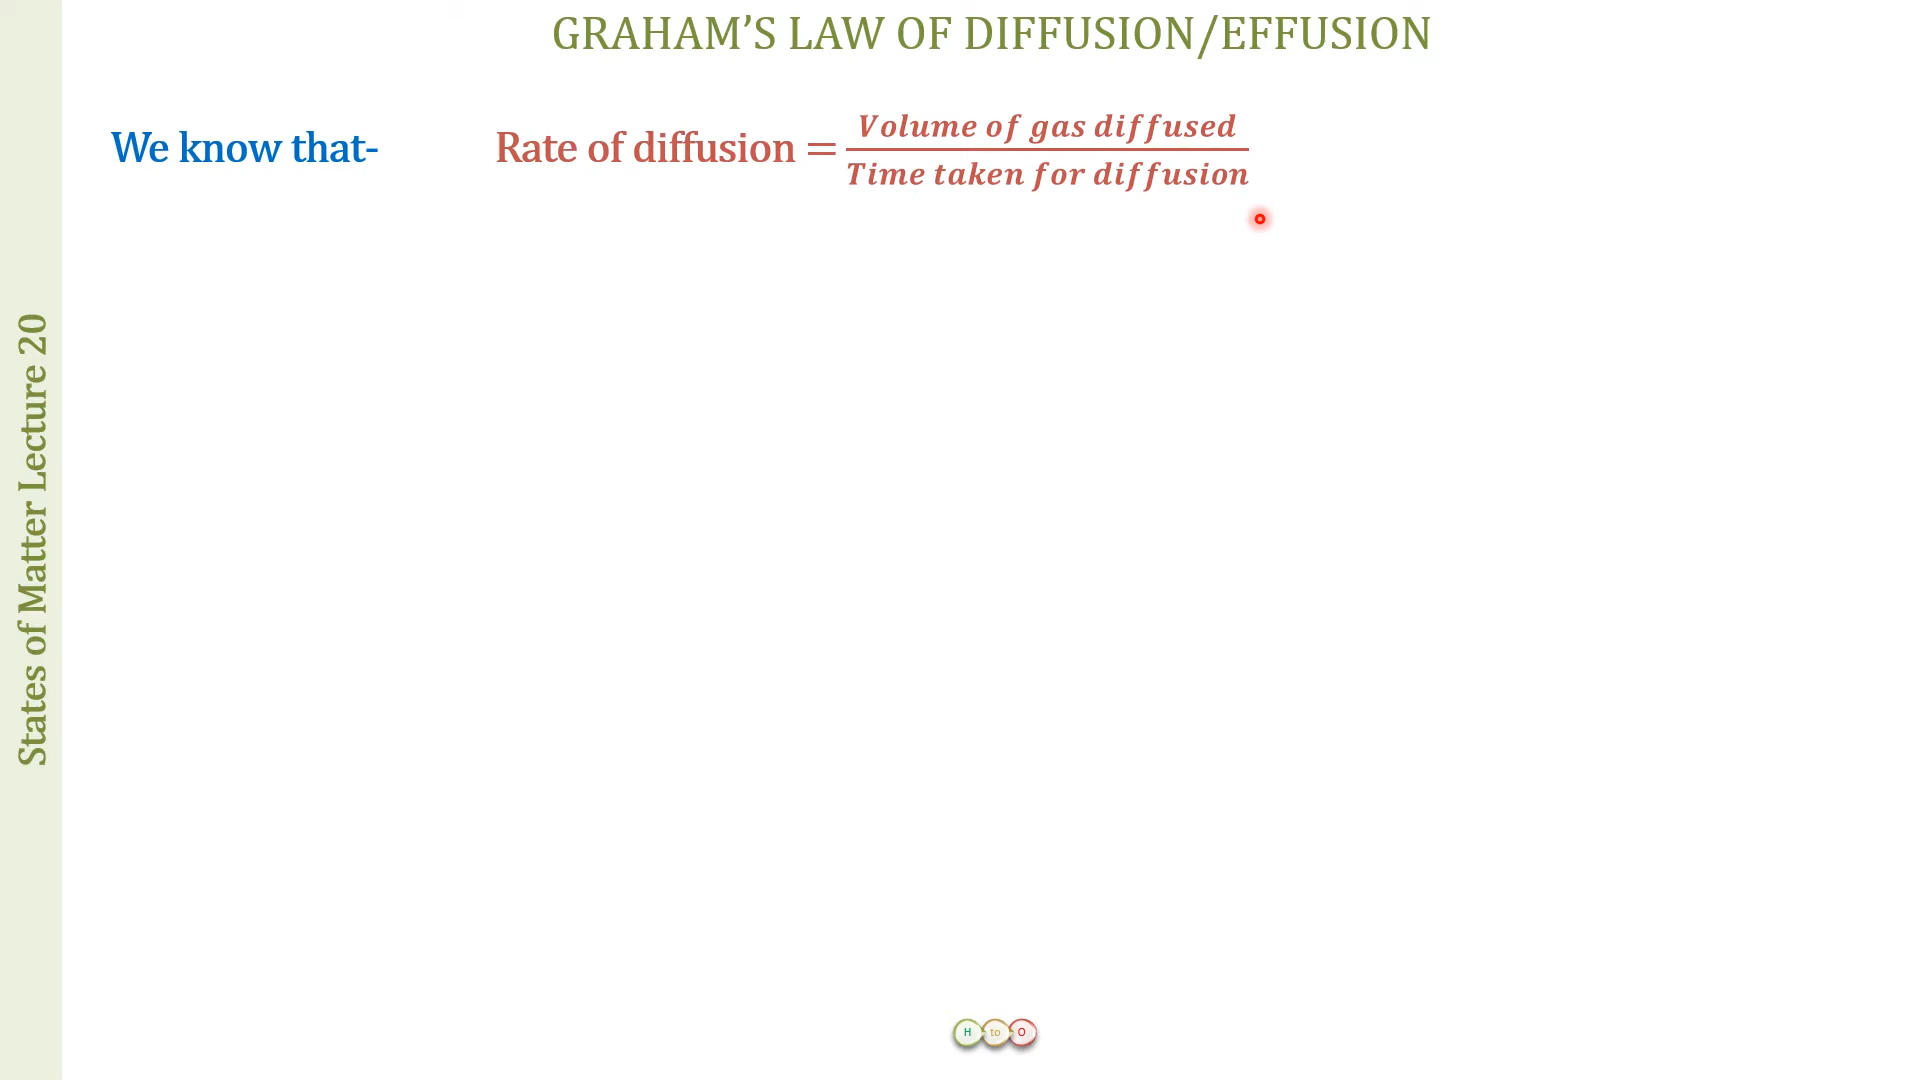 GRAHAM’S LAW OF DIFFUSION/EFFUSION
We know that- Rate of diffusion = Volume of gas diffused / Time taken for diffusion
States of Matter Lecture 20
H to O